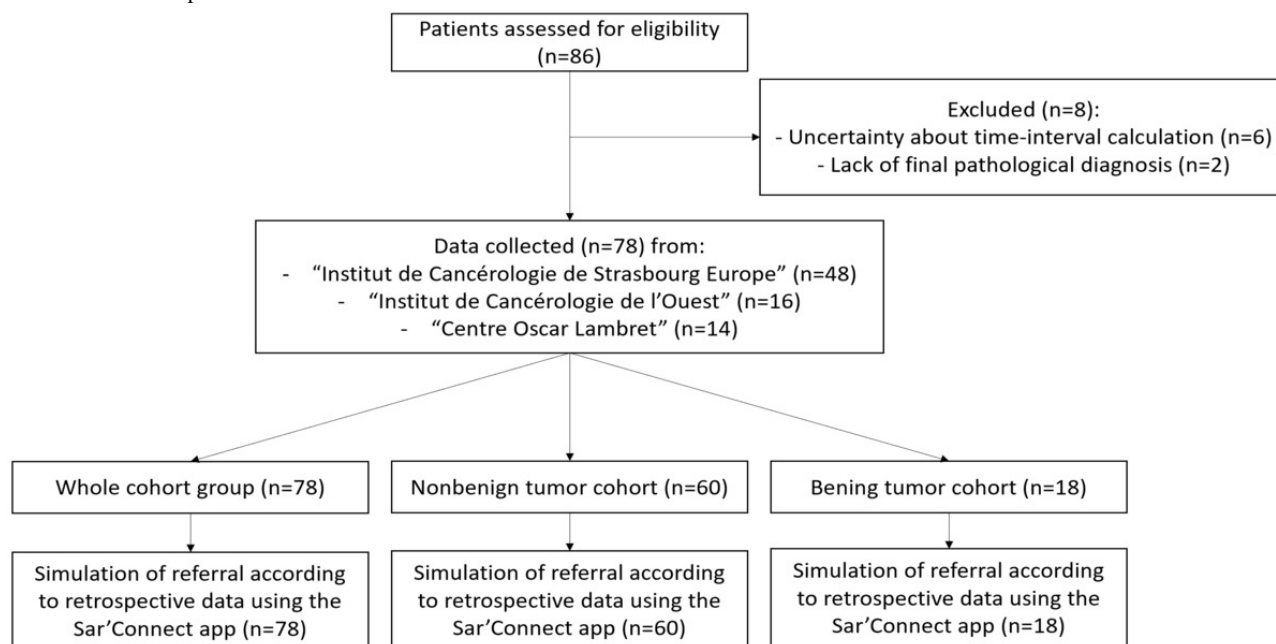 Patients assessed for eligibility
(n=86)
Excluded (n=8):
- Uncertainty about time-interval calculation (n=6)
- Lack of final pathological diagnosis (n=2)
Data collected (n=78) from:
- “Institut de Cancérologie de Strasbourg Europe” (n=48)
- “Institut de Cancérologie de l’Ouest” (n=16)
- “Centre Oscar Lambret” (n=14)
Whole cohort group (n=78)
Nonbenign tumor cohort (n=60)
Bening tumor cohort (n=18)
Simulation of referral according
to retrospective data using the
Sar’Connect app (n=78)
Simulation of referral according
to retrospective data using the
Sar’Connect app (n=60)
Simulation of referral according
to retrospective data using the
Sar’Connect app (n=18)